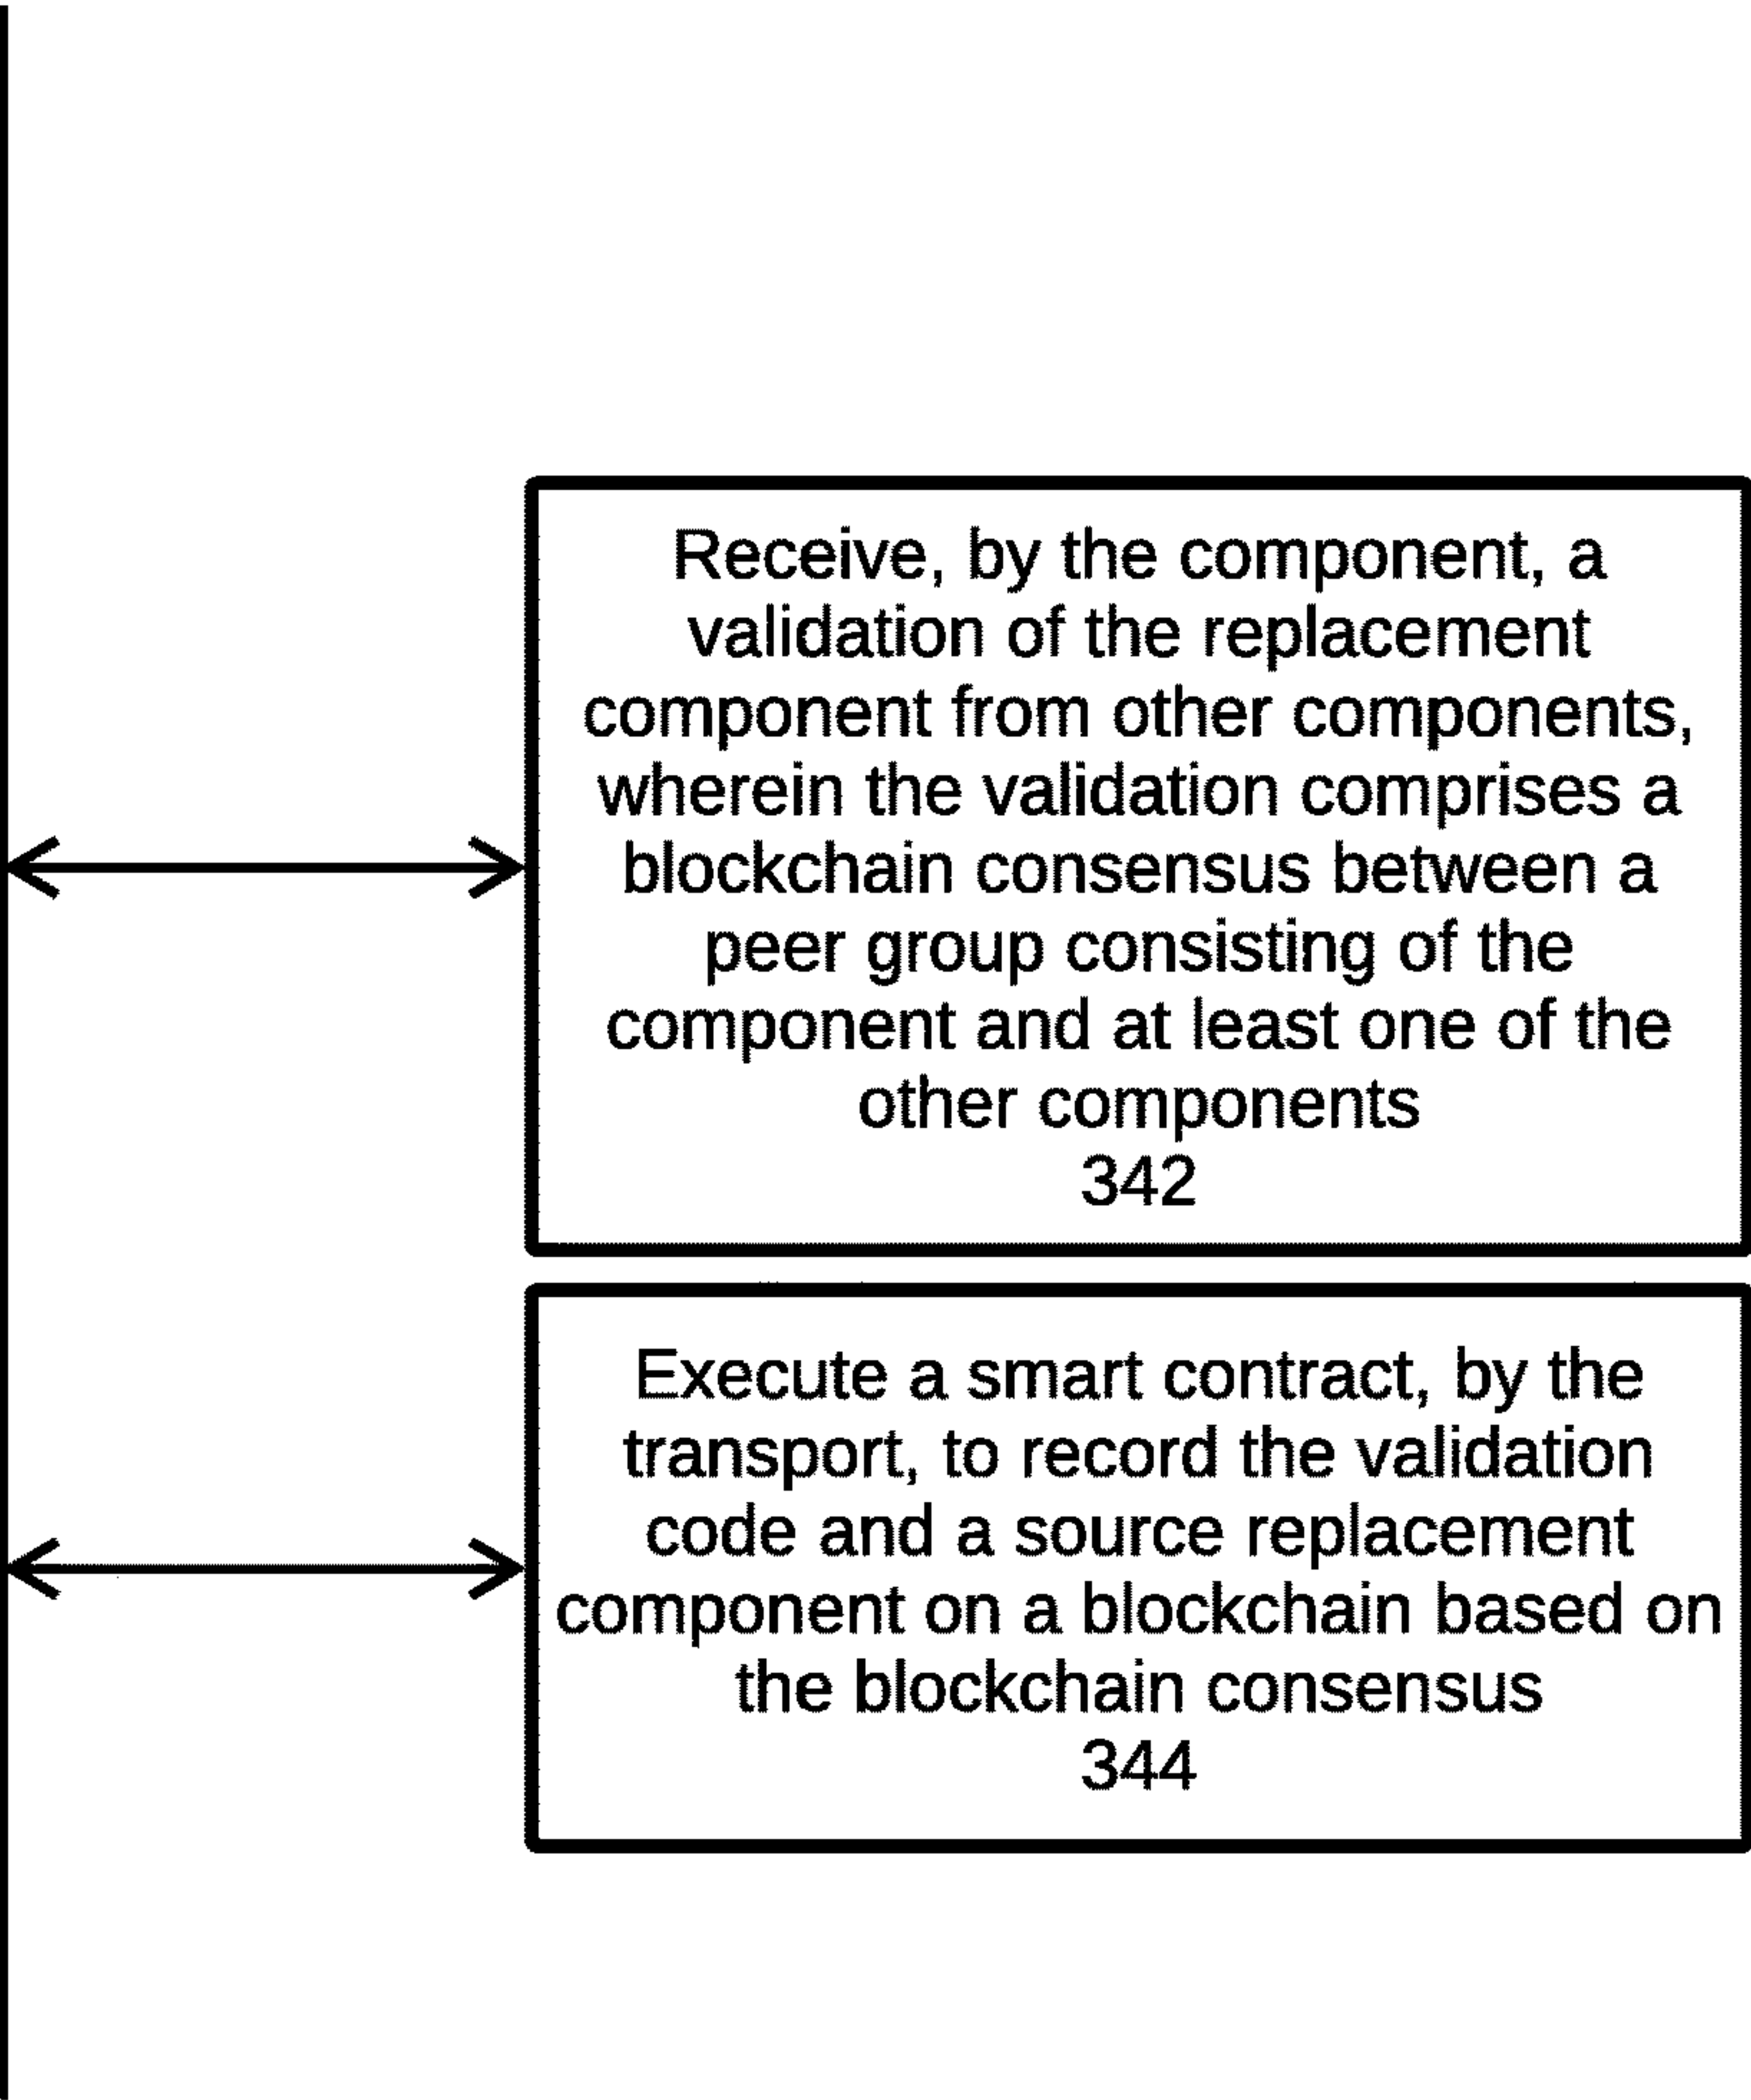 Receive, by the component, a
validation of the replacement
component from other components,
wherein the validation comprises a
blockchain consensus between a
peer group consisting of the
component and at least one of the
other components
342
Execute a smart contract, by the
transport, to record the validation
code and a source replacement
component on a blockchain based on
the blockchain consensus
344